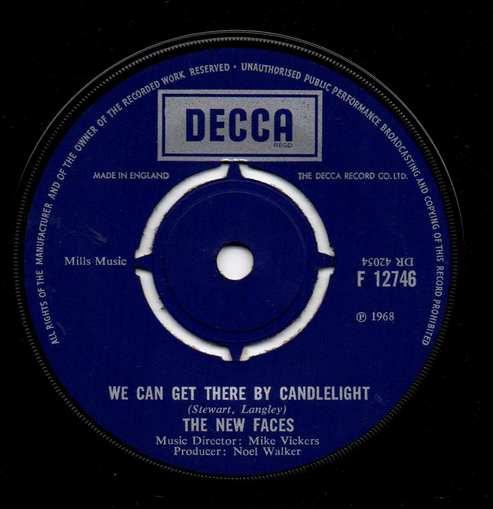 ALL RIGHTS OF THE MANUFACTURER AND OF THE OWNER OF THE RECORDED WORK RESERVED · UNAUTHORISED PUBLIC PERFORMANCE BROADCASTING AND COPYING OF THIS RECORD PROHIBITED
DECCA
REGD
MADE IN ENGLAND
THE DECCA RECORD CO. LTD.
Mills Music
DR 42054
F 12746
℗ 1968
WE CAN GET THERE BY CANDLELIGHT
(Stewart, Langley)
THE NEW FACES
Music Director: Mike Vickers
Producer: Noel Walker